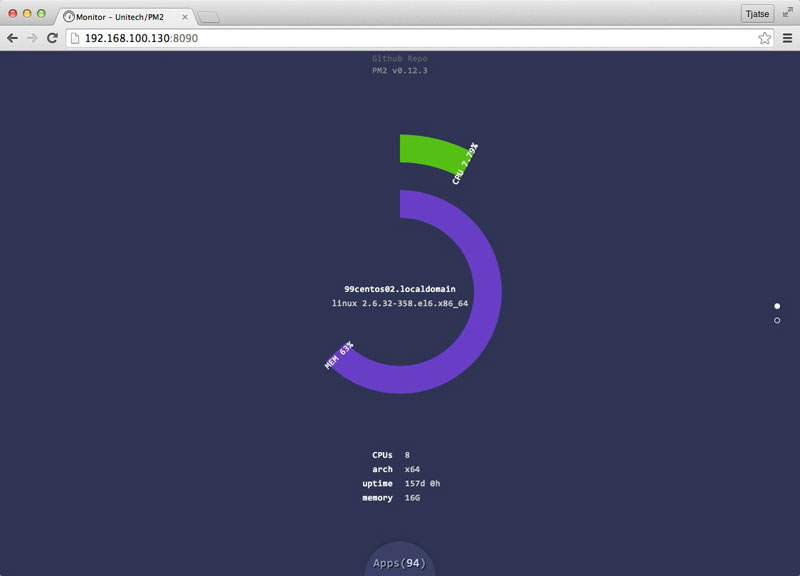 Monitor - Unitech/PM2
Tjatse
192.168.100.130:8090
Github Repo
PM2 v0.12.3
CPU 7.79%
99centos02.localdomain
linux 2.6.32-358.el6.x86_64
MEM 63%
CPUs 8
arch x64
uptime 157d 0h
memory 16G
Apps(94)